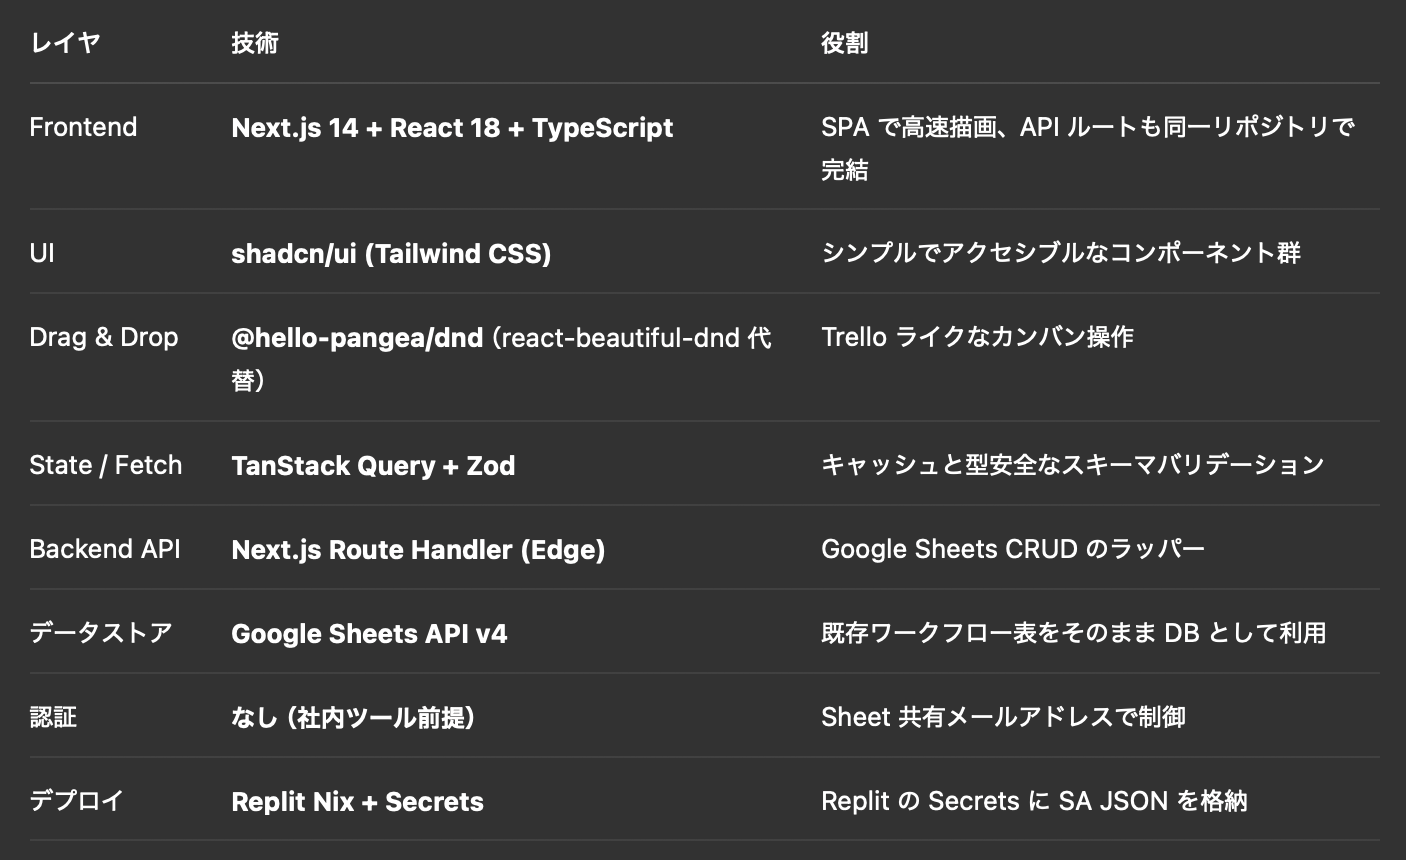 レイヤ 技術 役割
Frontend Next.js 14 + React 18 + TypeScript SPA で高速描画、API ルートも同一リポジトリで
完結
UI shadcn/ui (Tailwind CSS) シンプルでアクセシブルなコンポーネント群
Drag & Drop @hello-pangea/dnd（react-beautiful-dnd 代 Trello ライクなカンバン操作
替）
State / Fetch TanStack Query + Zod キャッシュと型安全なスキーマバリデーション
Backend API Next.js Route Handler (Edge) Google Sheets CRUD のラッパー
データストア Google Sheets API v4 既存ワークフロー表をそのまま DB として利用
認証 なし（社内ツール前提） Sheet 共有メールアドレスで制御
デプロイ Replit Nix + Secrets Replit の Secrets に SA JSON を格納